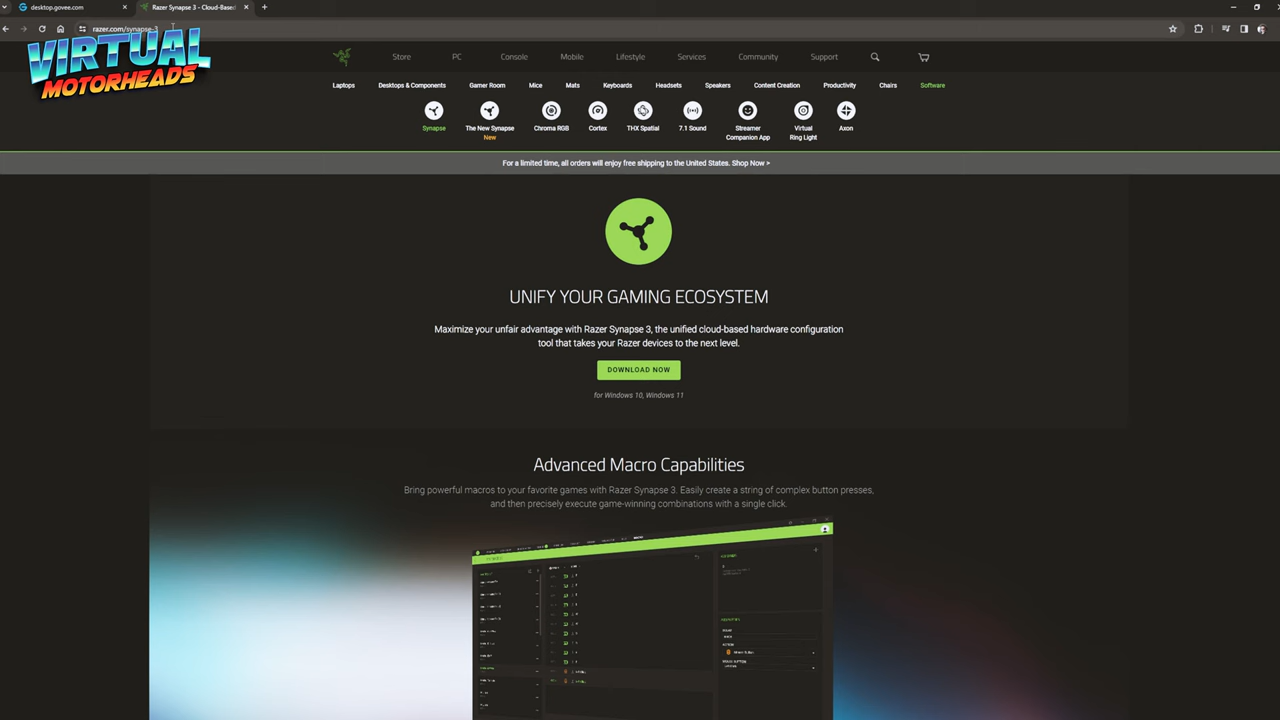 desktop.govee.com
Razer Synapse 3 - Cloud-Based
razer.com/synapse-3
VIRTUAL
MOTORHEADS
Store
PC
Console
Mobile
Lifestyle
Services
Community
Support
Laptops
Desktops & Components
Gamer Room
Mice
Mats
Keyboards
Headsets
Speakers
Content Creation
Productivity
Chairs
Software
Synapse
The New Synapse
New
Chroma RGB
Cortex
THX Spatial
7.1 Sound
Streamer
Companion App
Virtual
Ring Light
Axon
For a limited time, all orders will enjoy free shipping to the United States. Shop Now >
UNIFY YOUR GAMING ECOSYSTEM
Maximize your unfair advantage with Razer Synapse 3, the unified cloud-based hardware configuration
tool that takes your Razer devices to the next level.
DOWNLOAD NOW
for Windows 10, Windows 11
Advanced Macro Capabilities
Bring powerful macros to your favorite games with Razer Synapse 3. Easily create a string of complex button presses,
and then precisely execute game-winning combinations with a single click.